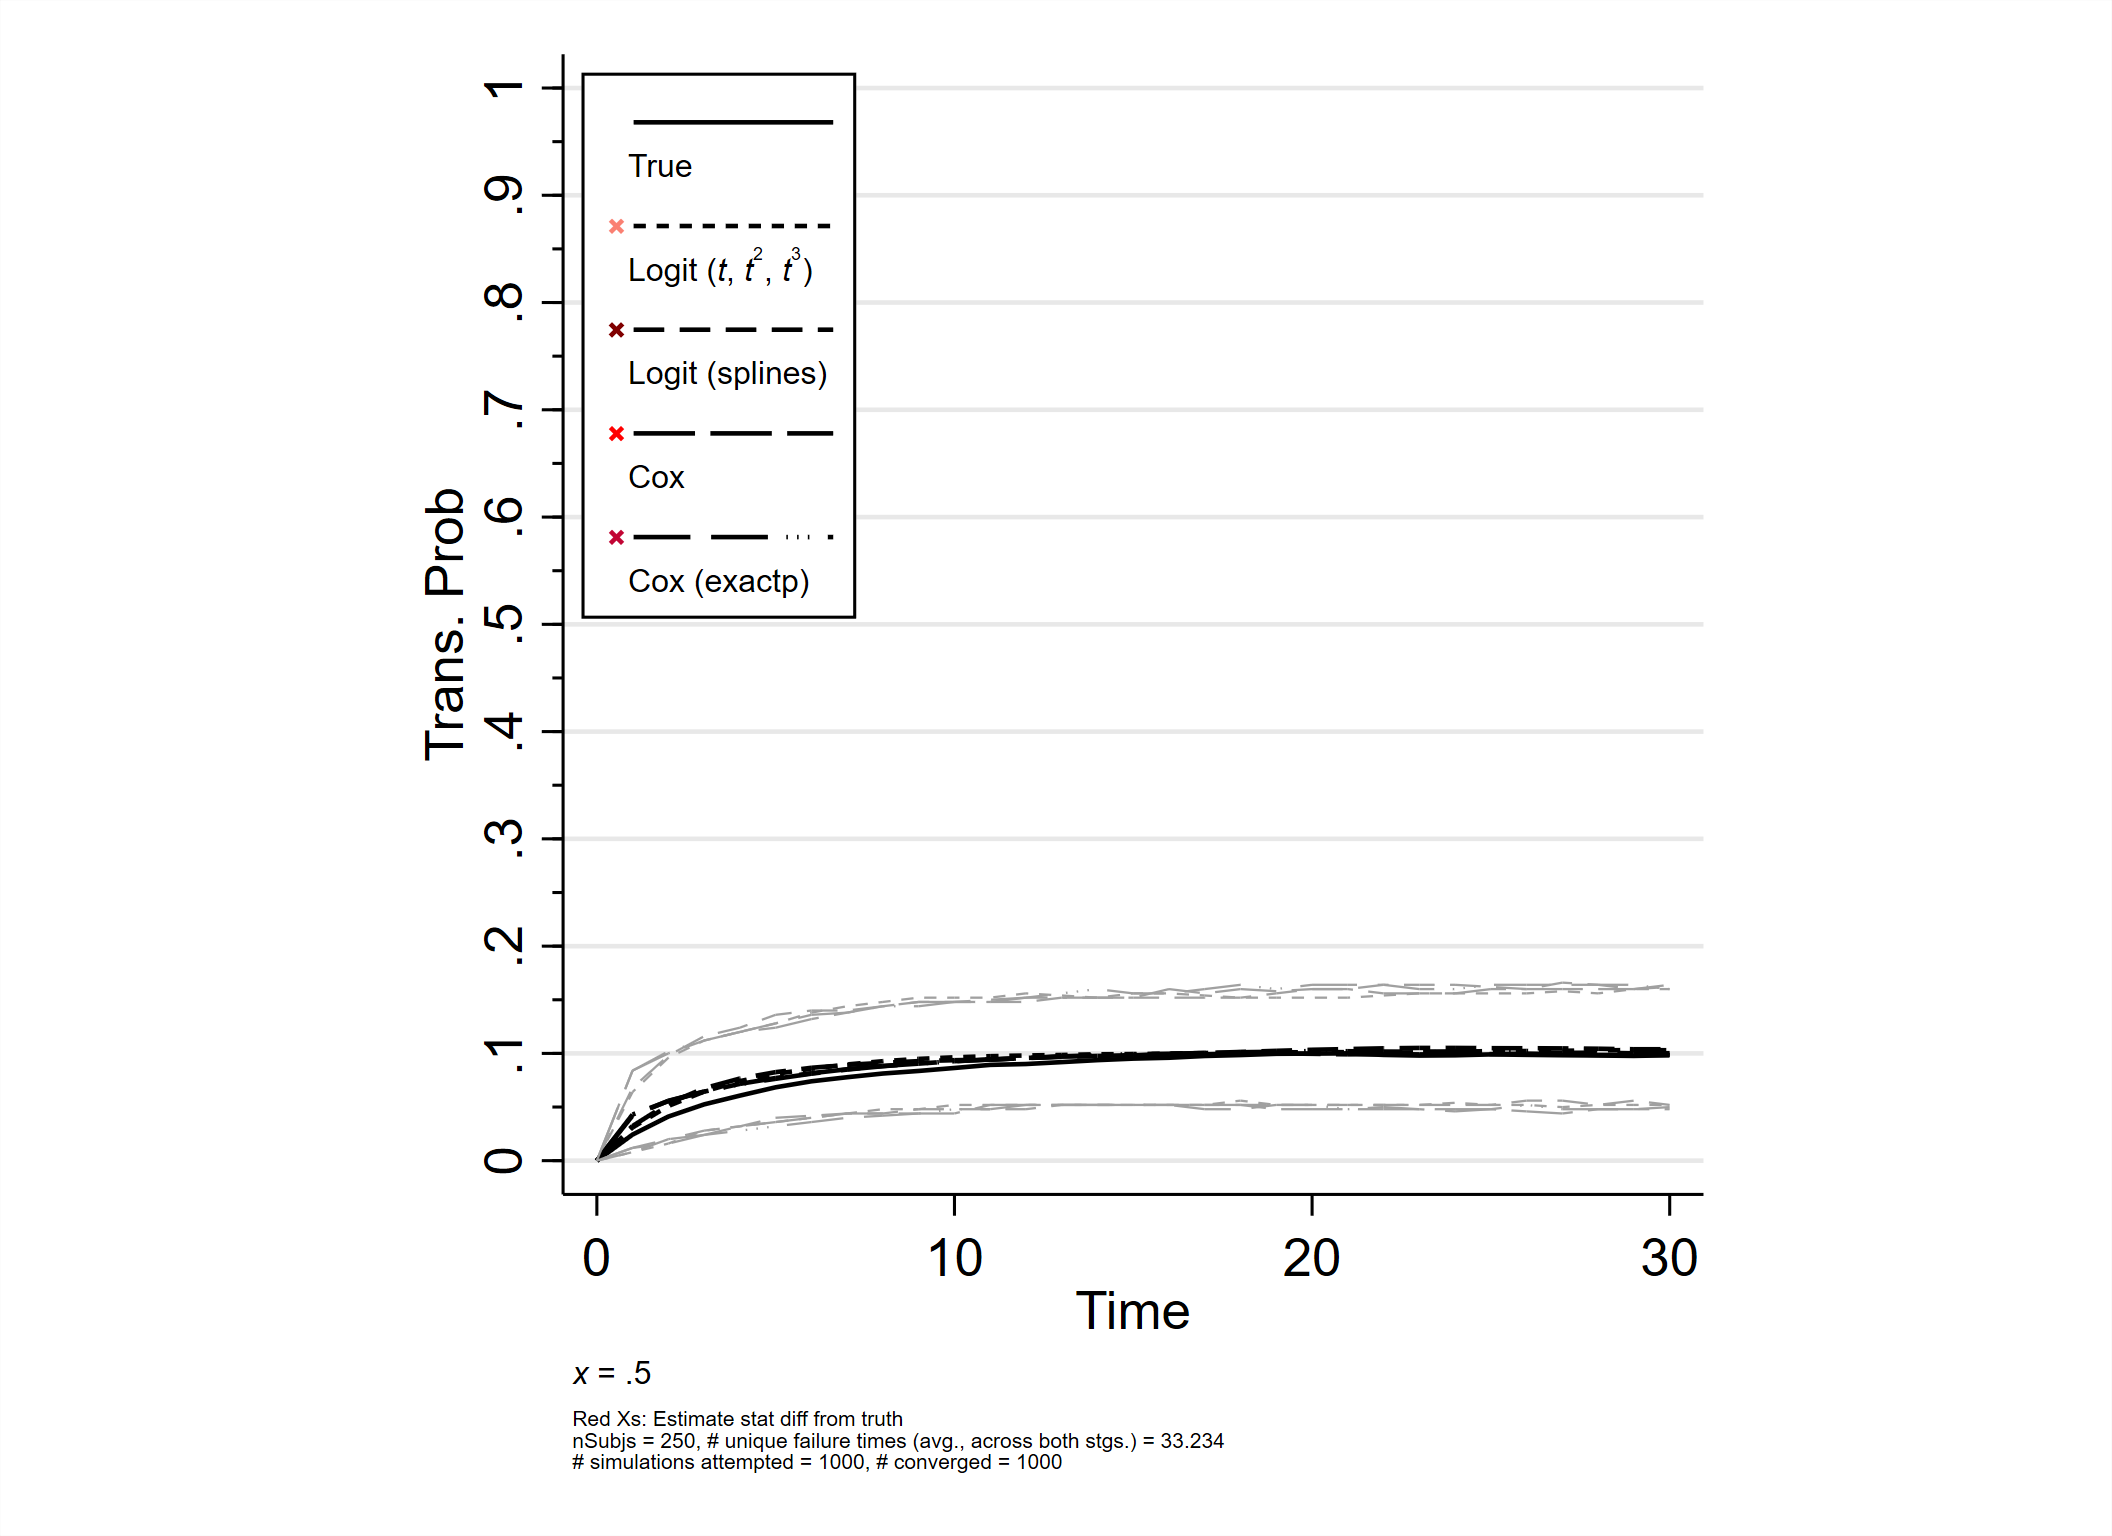 1
.9
.8
.7
.6
.5
.4
.3
.2
.1
0
Trans. Prob
True
Logit (t, t², t³)
Logit (splines)
Cox
Cox (exactp)
0 10 20 30
Time
x = .5
Red Xs: Estimate stat diff from truth
nSubjs = 250, # unique failure times (avg., across both stgs.) = 33.234
# simulations attempted = 1000, # converged = 1000